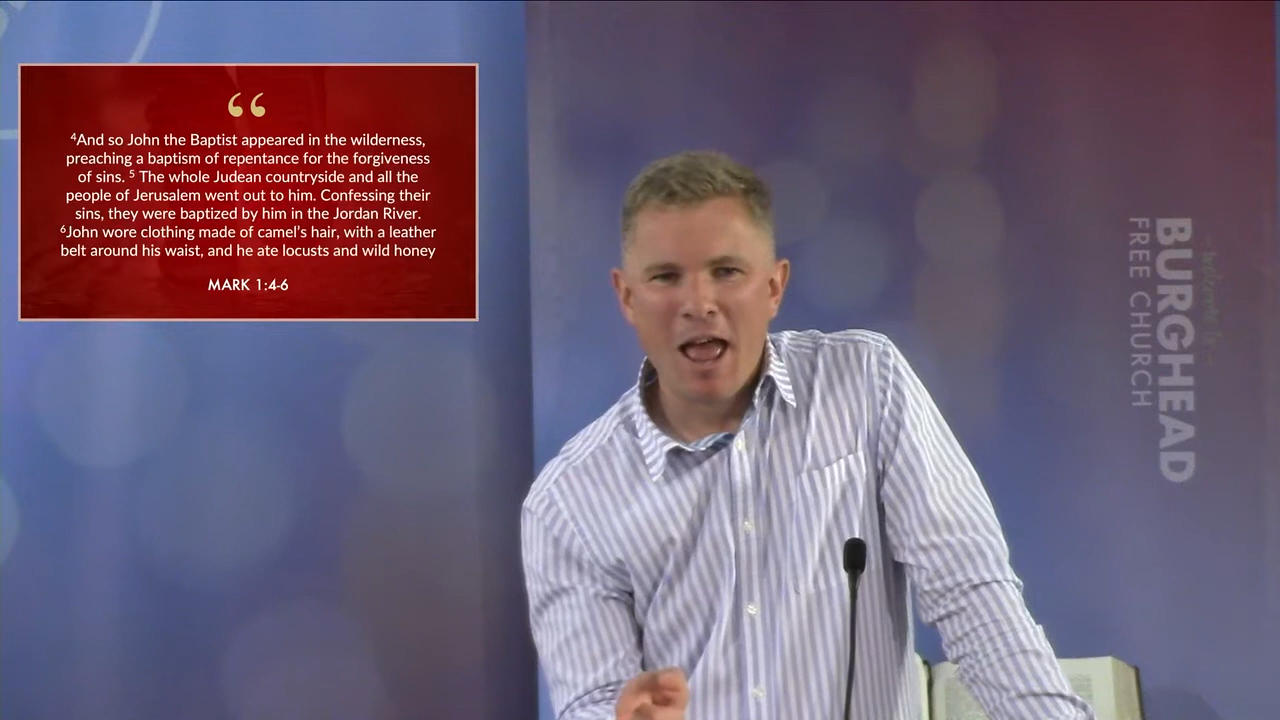 “
⁴And so John the Baptist appeared in the wilderness,
preaching a baptism of repentance for the forgiveness
of sins. ⁵ The whole Judean countryside and all the
people of Jerusalem went out to him. Confessing their
sins, they were baptized by him in the Jordan River.
⁶John wore clothing made of camel’s hair, with a leather
belt around his waist, and he ate locusts and wild honey
MARK 1:4-6
welcome to
BURGHEAD
FREE CHURCH